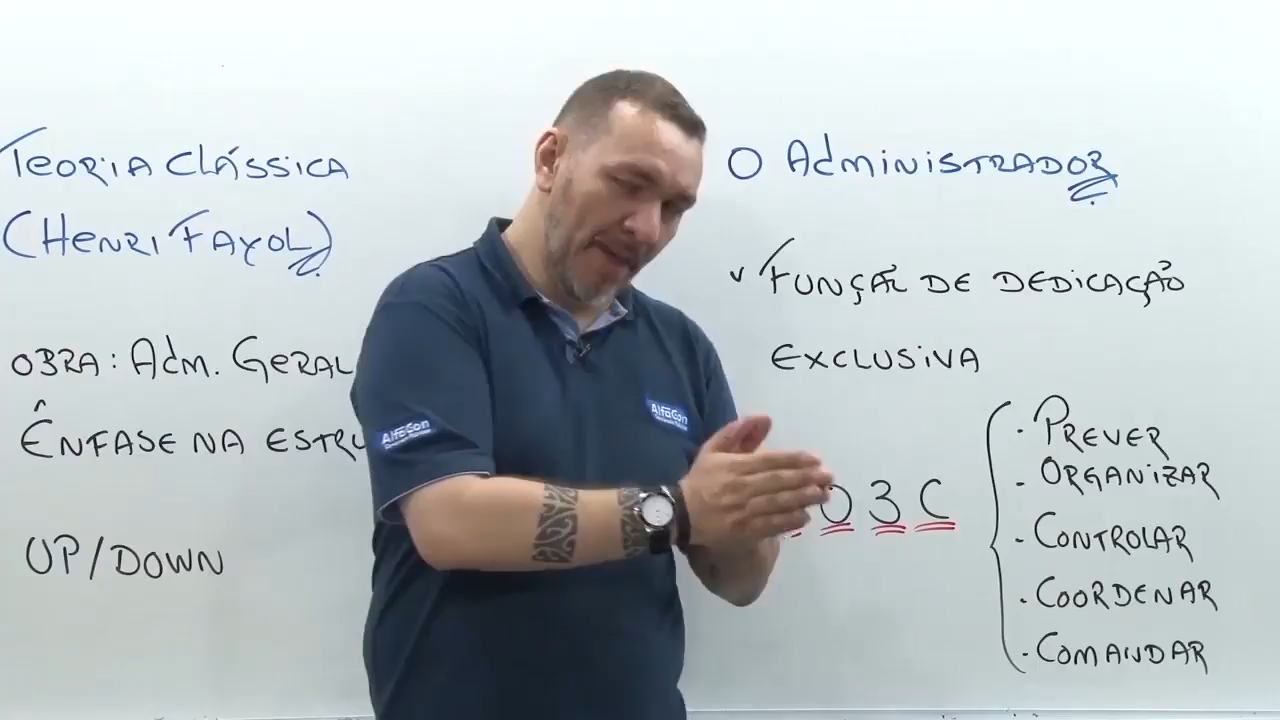 Teoria Clássica
(Henri Fayol)
OBRA: Adm. Geral
Ênfase na Estru
UP/DOWN
O Administrador
Função de Dedicação
Exclusiva
O3C
· Prever
· Organizar
· Controlar
· Coordenar
· Comandar
AlfaCon
AlfaCon